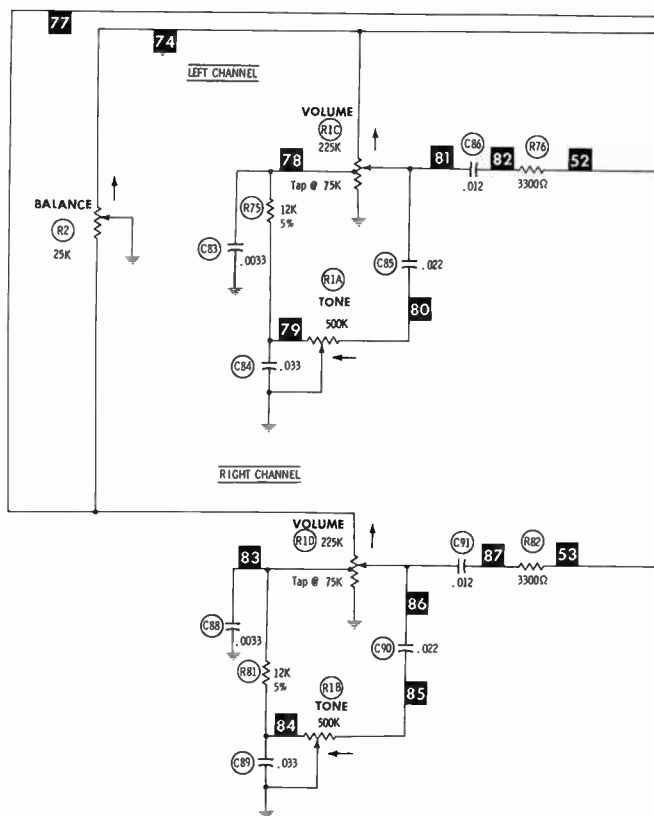 77
74
LEFT CHANNEL
VOLUME
R1C
225K
Tap @ 75K
78
81
C86
.012
82
R76
3300Ω
52
BALANCE
R2
25K
R75
12K
5%
C83
.0033
C85
.022
R1A
TONE
500K
80
79
C84
.033
RIGHT CHANNEL
VOLUME
R1D 225K
Tap @ 75K
83
C91
.012
87
R82
3300Ω
53
86
C88
.0033
C90
.022
R81
12K
5%
R1B
TONE
500K
85
84
C89
.033